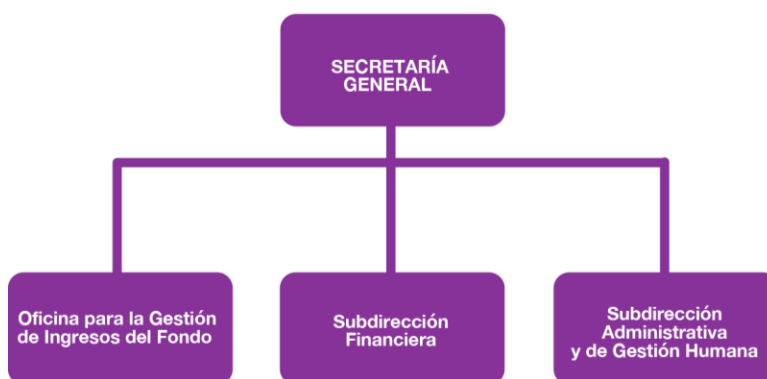 SECRETARÍA
GENERAL
Oficina para la Gestión
de Ingresos del Fondo
Subdirección
Financiera
Subdirección
Administrativa
y de Gestión Humana